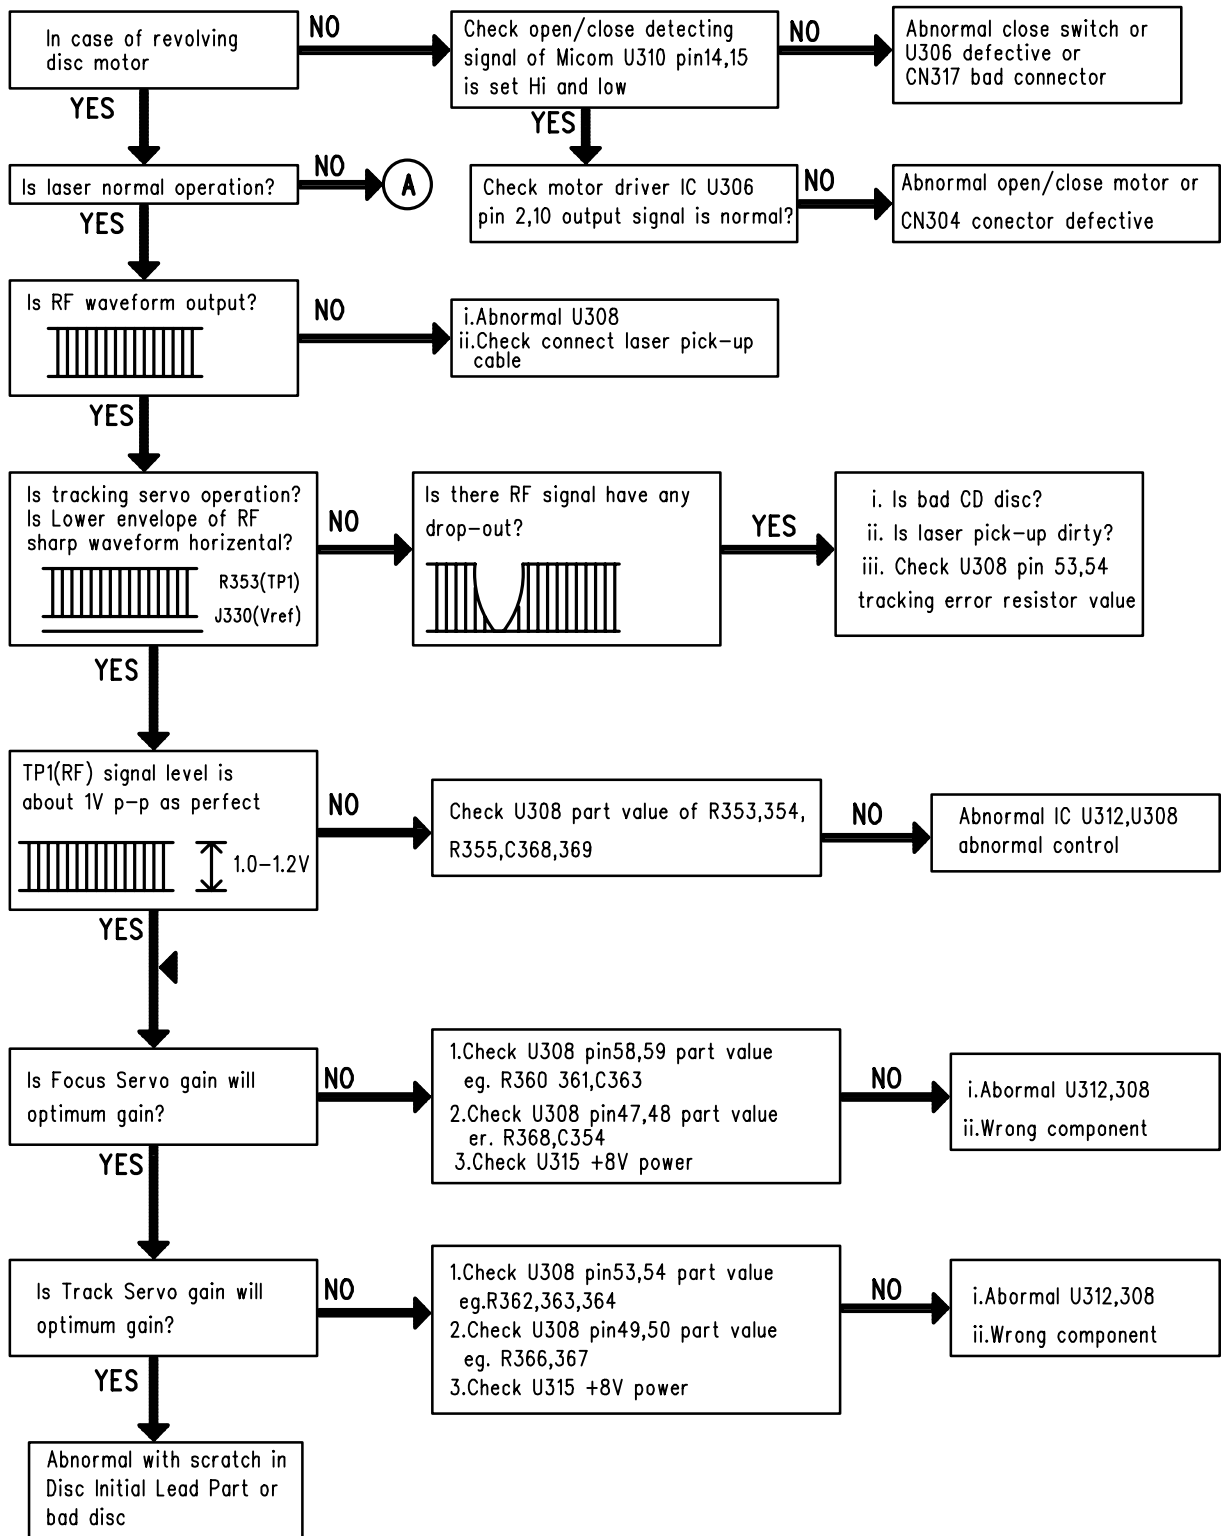 In case of revolving
disc motor
NO
Check open/close detecting
signal of Micom U310 pin14,15
is set Hi and low
NO
Abnormal close switch or
U306 defective or
CN317 bad connector
YES
YES
Is laser normal operation?
NO
A
Check motor driver IC U306
pin 2,10 output signal is normal?
NO
Abnormal open/close motor or
CN304 conector defective
YES
Is RF waveform output?
NO
i.Abnormal U308
ii.Check connect laser pick-up
cable
YES
Is tracking servo operation?
Is Lower envelope of RF
sharp waveform horizental?
R353(TP1)
J330(Vref)
NO
Is there RF signal have any
drop-out?
YES
i. Is bad CD disc?
ii. Is laser pick-up dirty?
iii. Check U308 pin 53,54
tracking error resistor value
YES
TP1(RF) signal level is
about 1V p-p as perfect
1.0-1.2V
NO
Check U308 part value of R353,354,
R355,C368,369
NO
Abnormal IC U312,U308
abnormal control
YES
Is Focus Servo gain will
optimum gain?
NO
1.Check U308 pin58,59 part value
eg. R360 361,C363
2.Check U308 pin47,48 part value
er. R368,C354
3.Check U315 +8V power
NO
i.Abormal U312,308
ii.Wrong component
YES
Is Track Servo gain will
optimum gain?
NO
1.Check U308 pin53,54 part value
eg.R362,363,364
2.Check U308 pin49,50 part value
eg. R366,367
3.Check U315 +8V power
NO
i.Abormal U312,308
ii.Wrong component
YES
Abnormal with scratch in
Disc Initial Lead Part or
bad disc